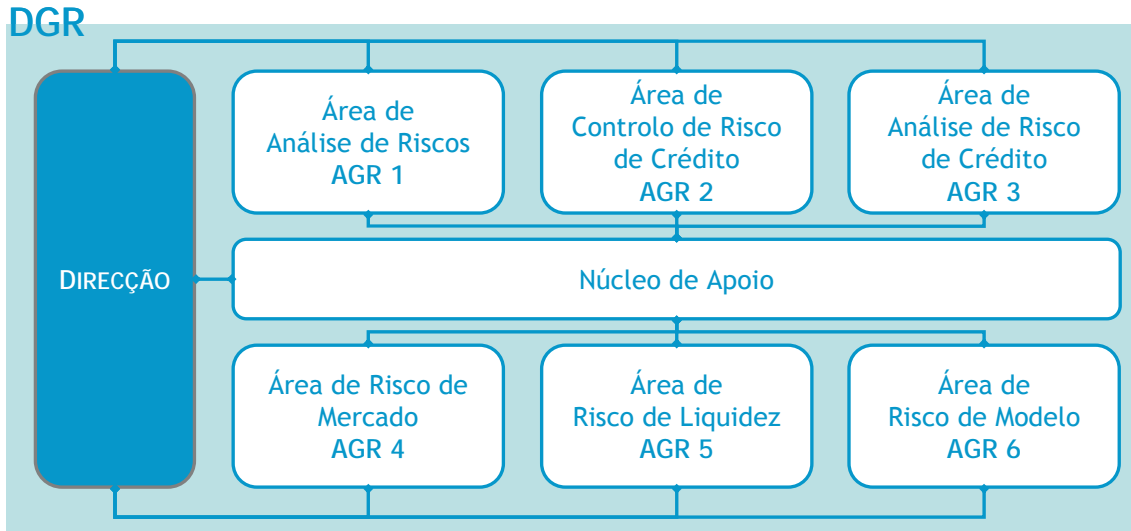 DGR
DIRECÇÃO
Área de
Análise de Riscos
AGR 1
Área de
Controlo de Risco
de Crédito
AGR 2
Área de
Análise de Risco
de Crédito
AGR 3
Núcleo de Apoio
Área de Risco de
Mercado
AGR 4
Área de
Risco de Liquidez
AGR 5
Área de
Risco de Modelo
AGR 6